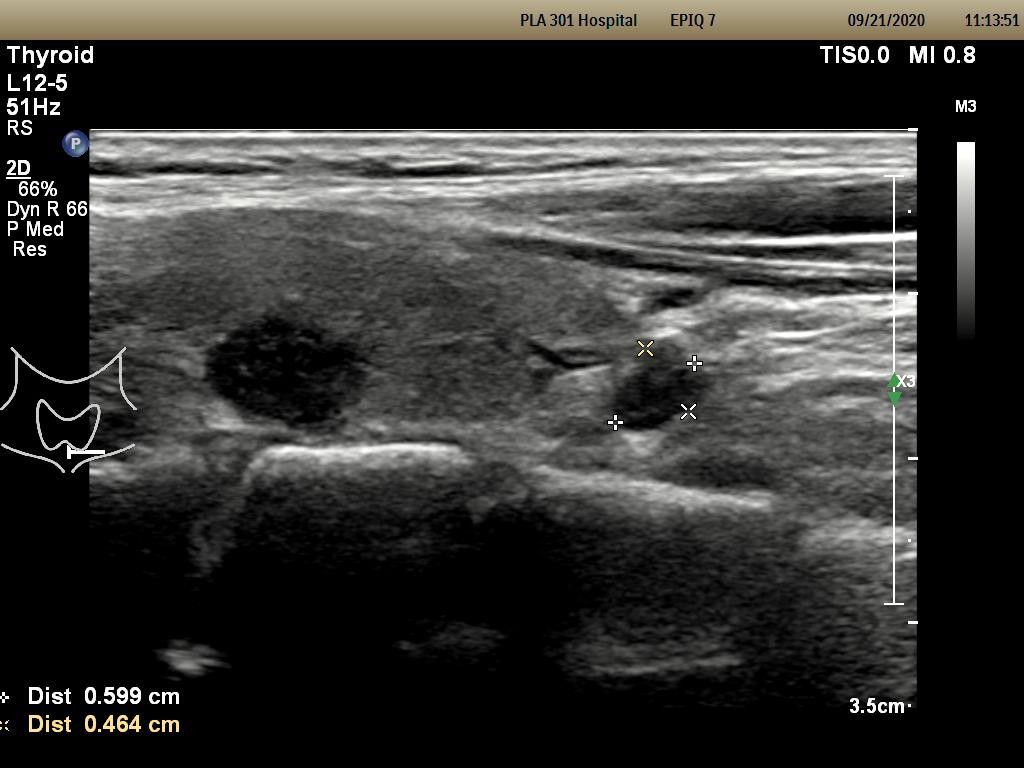 PLA 301 Hospital EPIQ 7 09/21/2020 11:13:51
Thyroid TIS0.0 MI 0.8
L12-5
51Hz
RS
M3
P
2D
66%
Dyn R 66
P Med
Res
X3
Dist 0.599 cm
Dist 0.464 cm
3.5cm